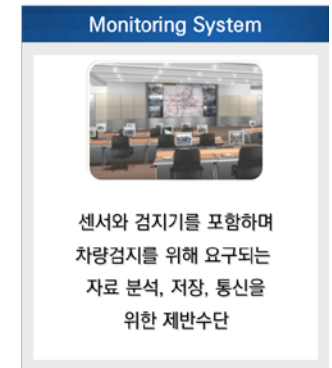 Monitoring System
센서와 검지기를 포함하며
차량검지를 위해 요구되는
자료 분석, 저장, 통신을
위한 제반수단